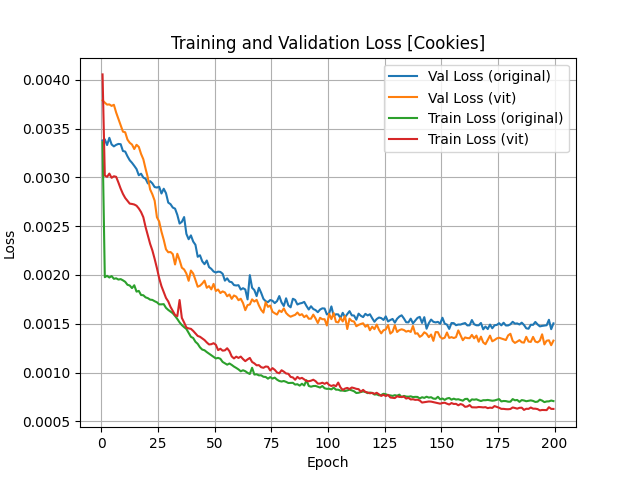 Training and Validation Loss [Cookies]
Val Loss (original)
Val Loss (vit)
Train Loss (original)
Train Loss (vit)
0.0040
0.0035
0.0030
0.0025
0.0020
0.0015
0.0010
0.0005
Loss
0 25 50 75 100 125 150 175 200
Epoch